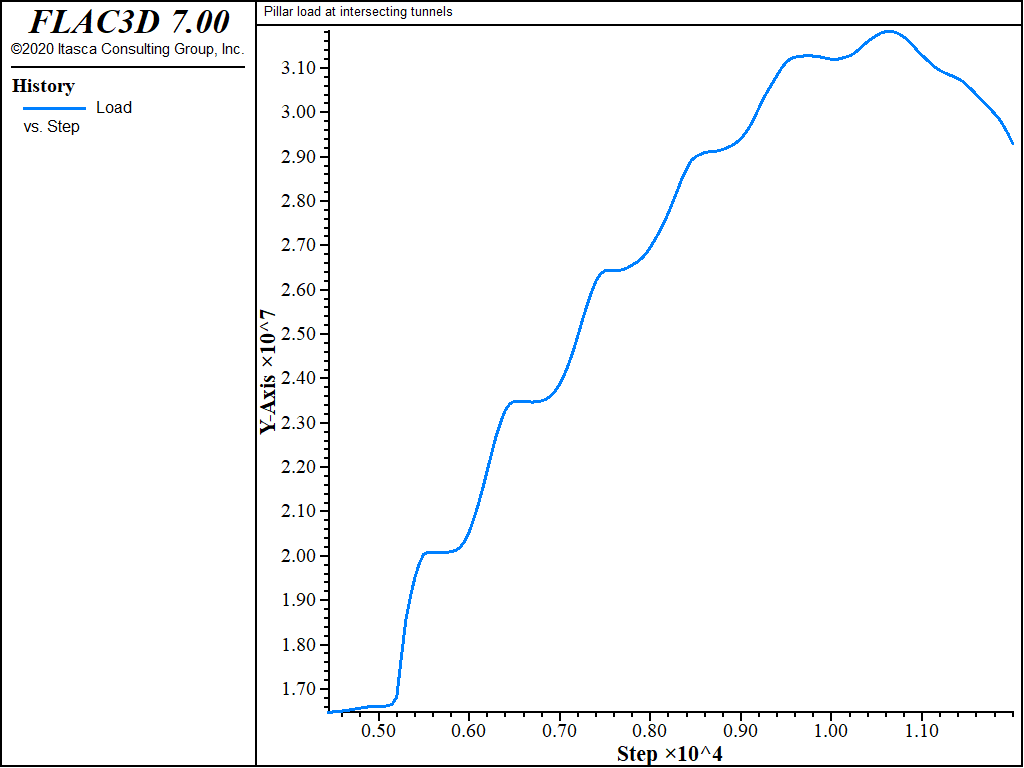 FLAC3D 7.00
©2020 Itasca Consulting Group, Inc.
History
Load
vs. Step
Pillar load at intersecting tunnels
Y-Axis ×10^7
3.10
3.00
2.90
2.80
2.70
2.60
2.50
2.40
2.30
2.20
2.10
2.00
1.90
1.80
1.70
0.50 0.60 0.70 0.80 0.90 1.00 1.10
Step ×10^4